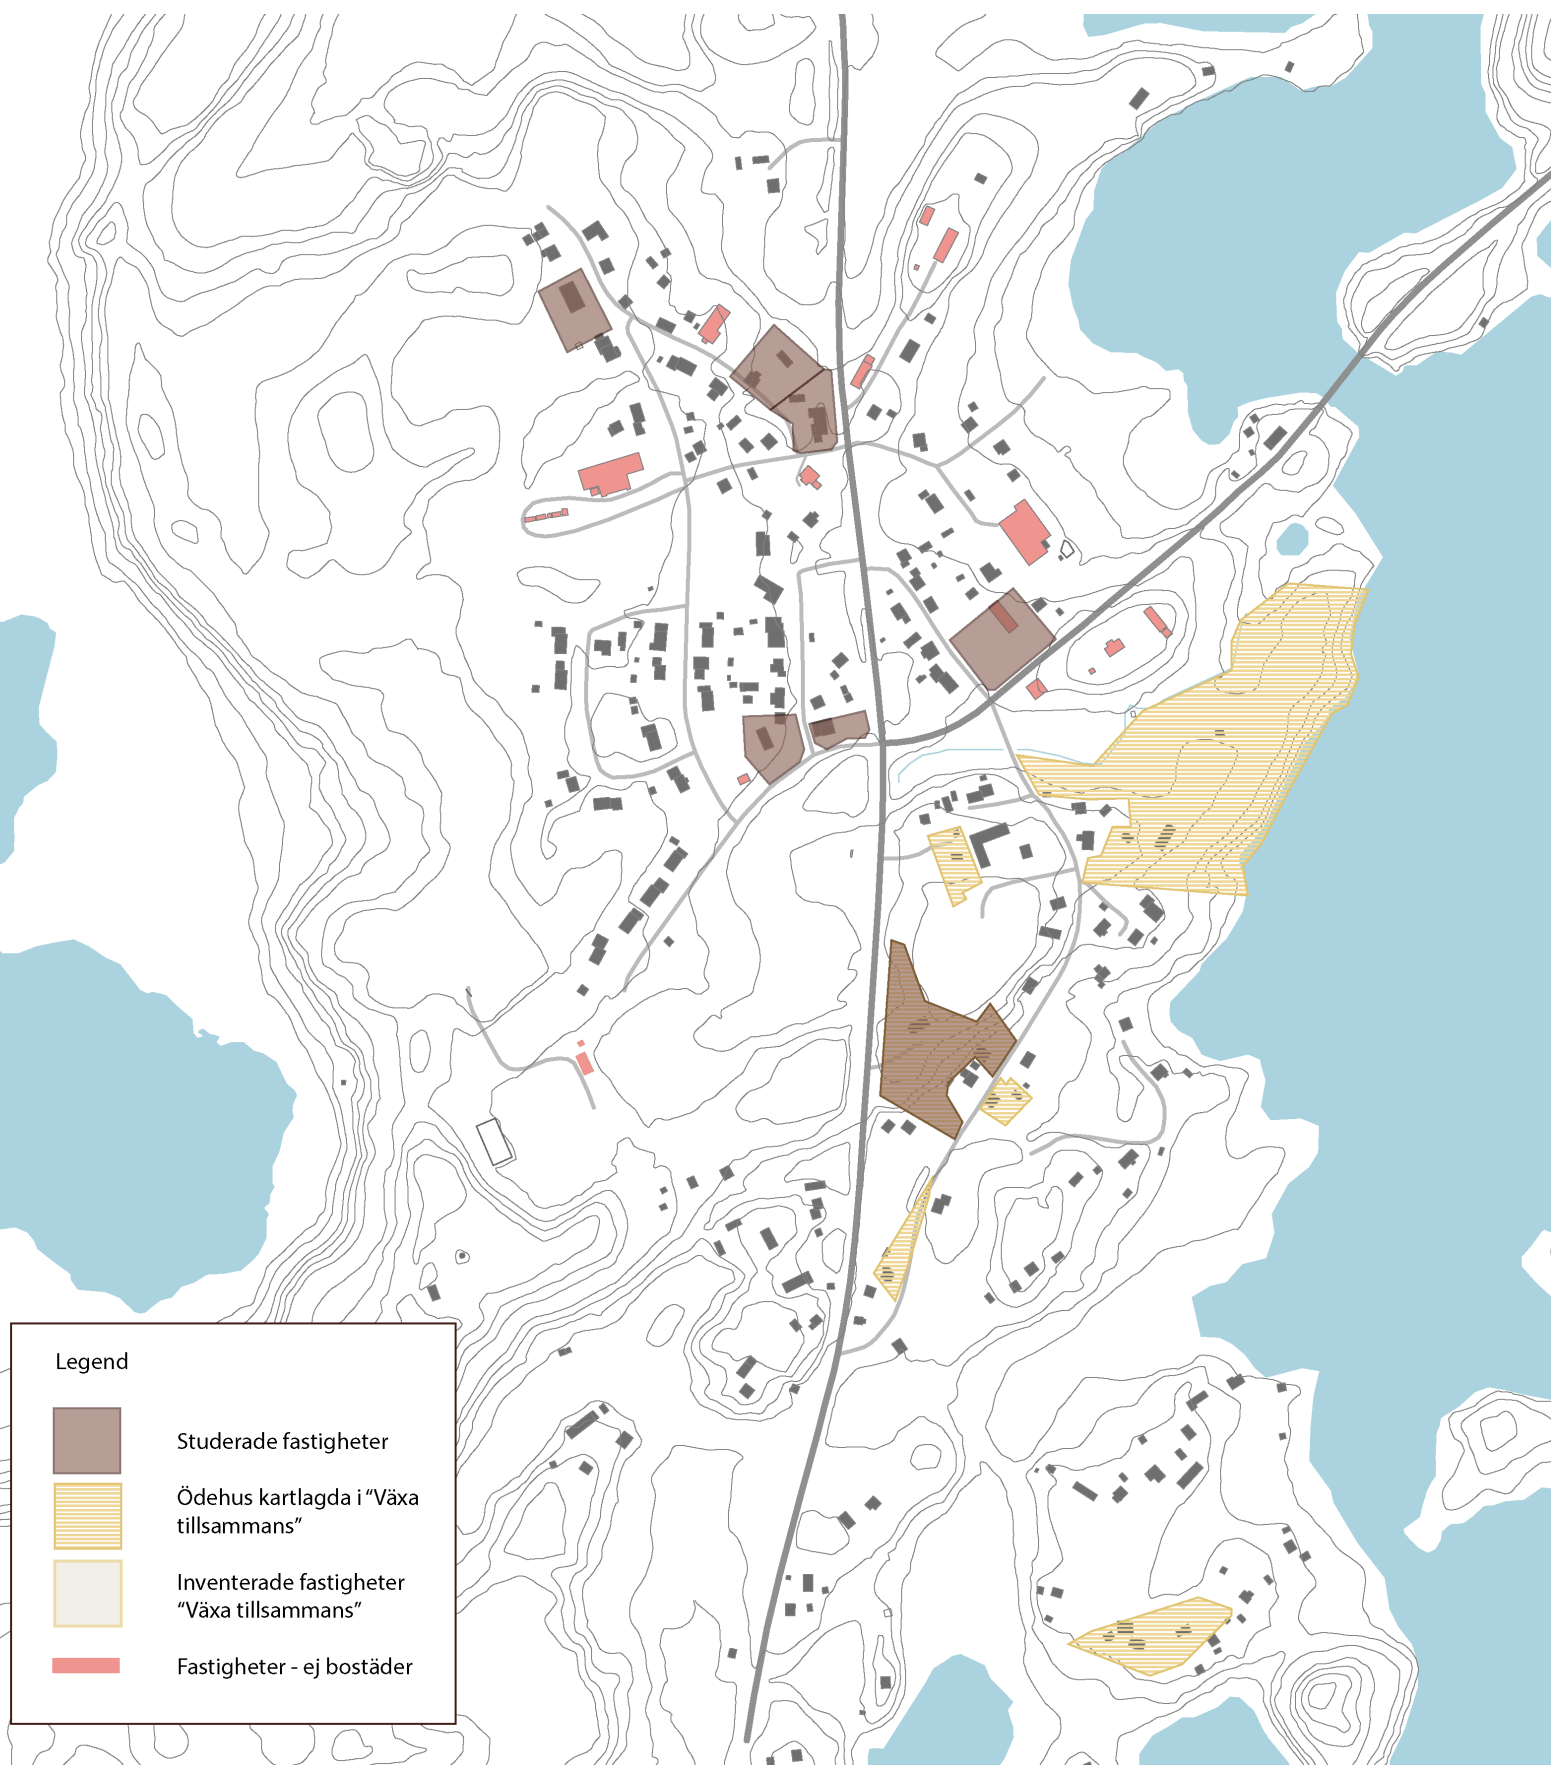 Legend
Studerade fastigheter
Ödehus kartlagda i “Växa
tillsammans”
Inventerade fastigheter
“Växa tillsammans”
Fastigheter - ej bostäder